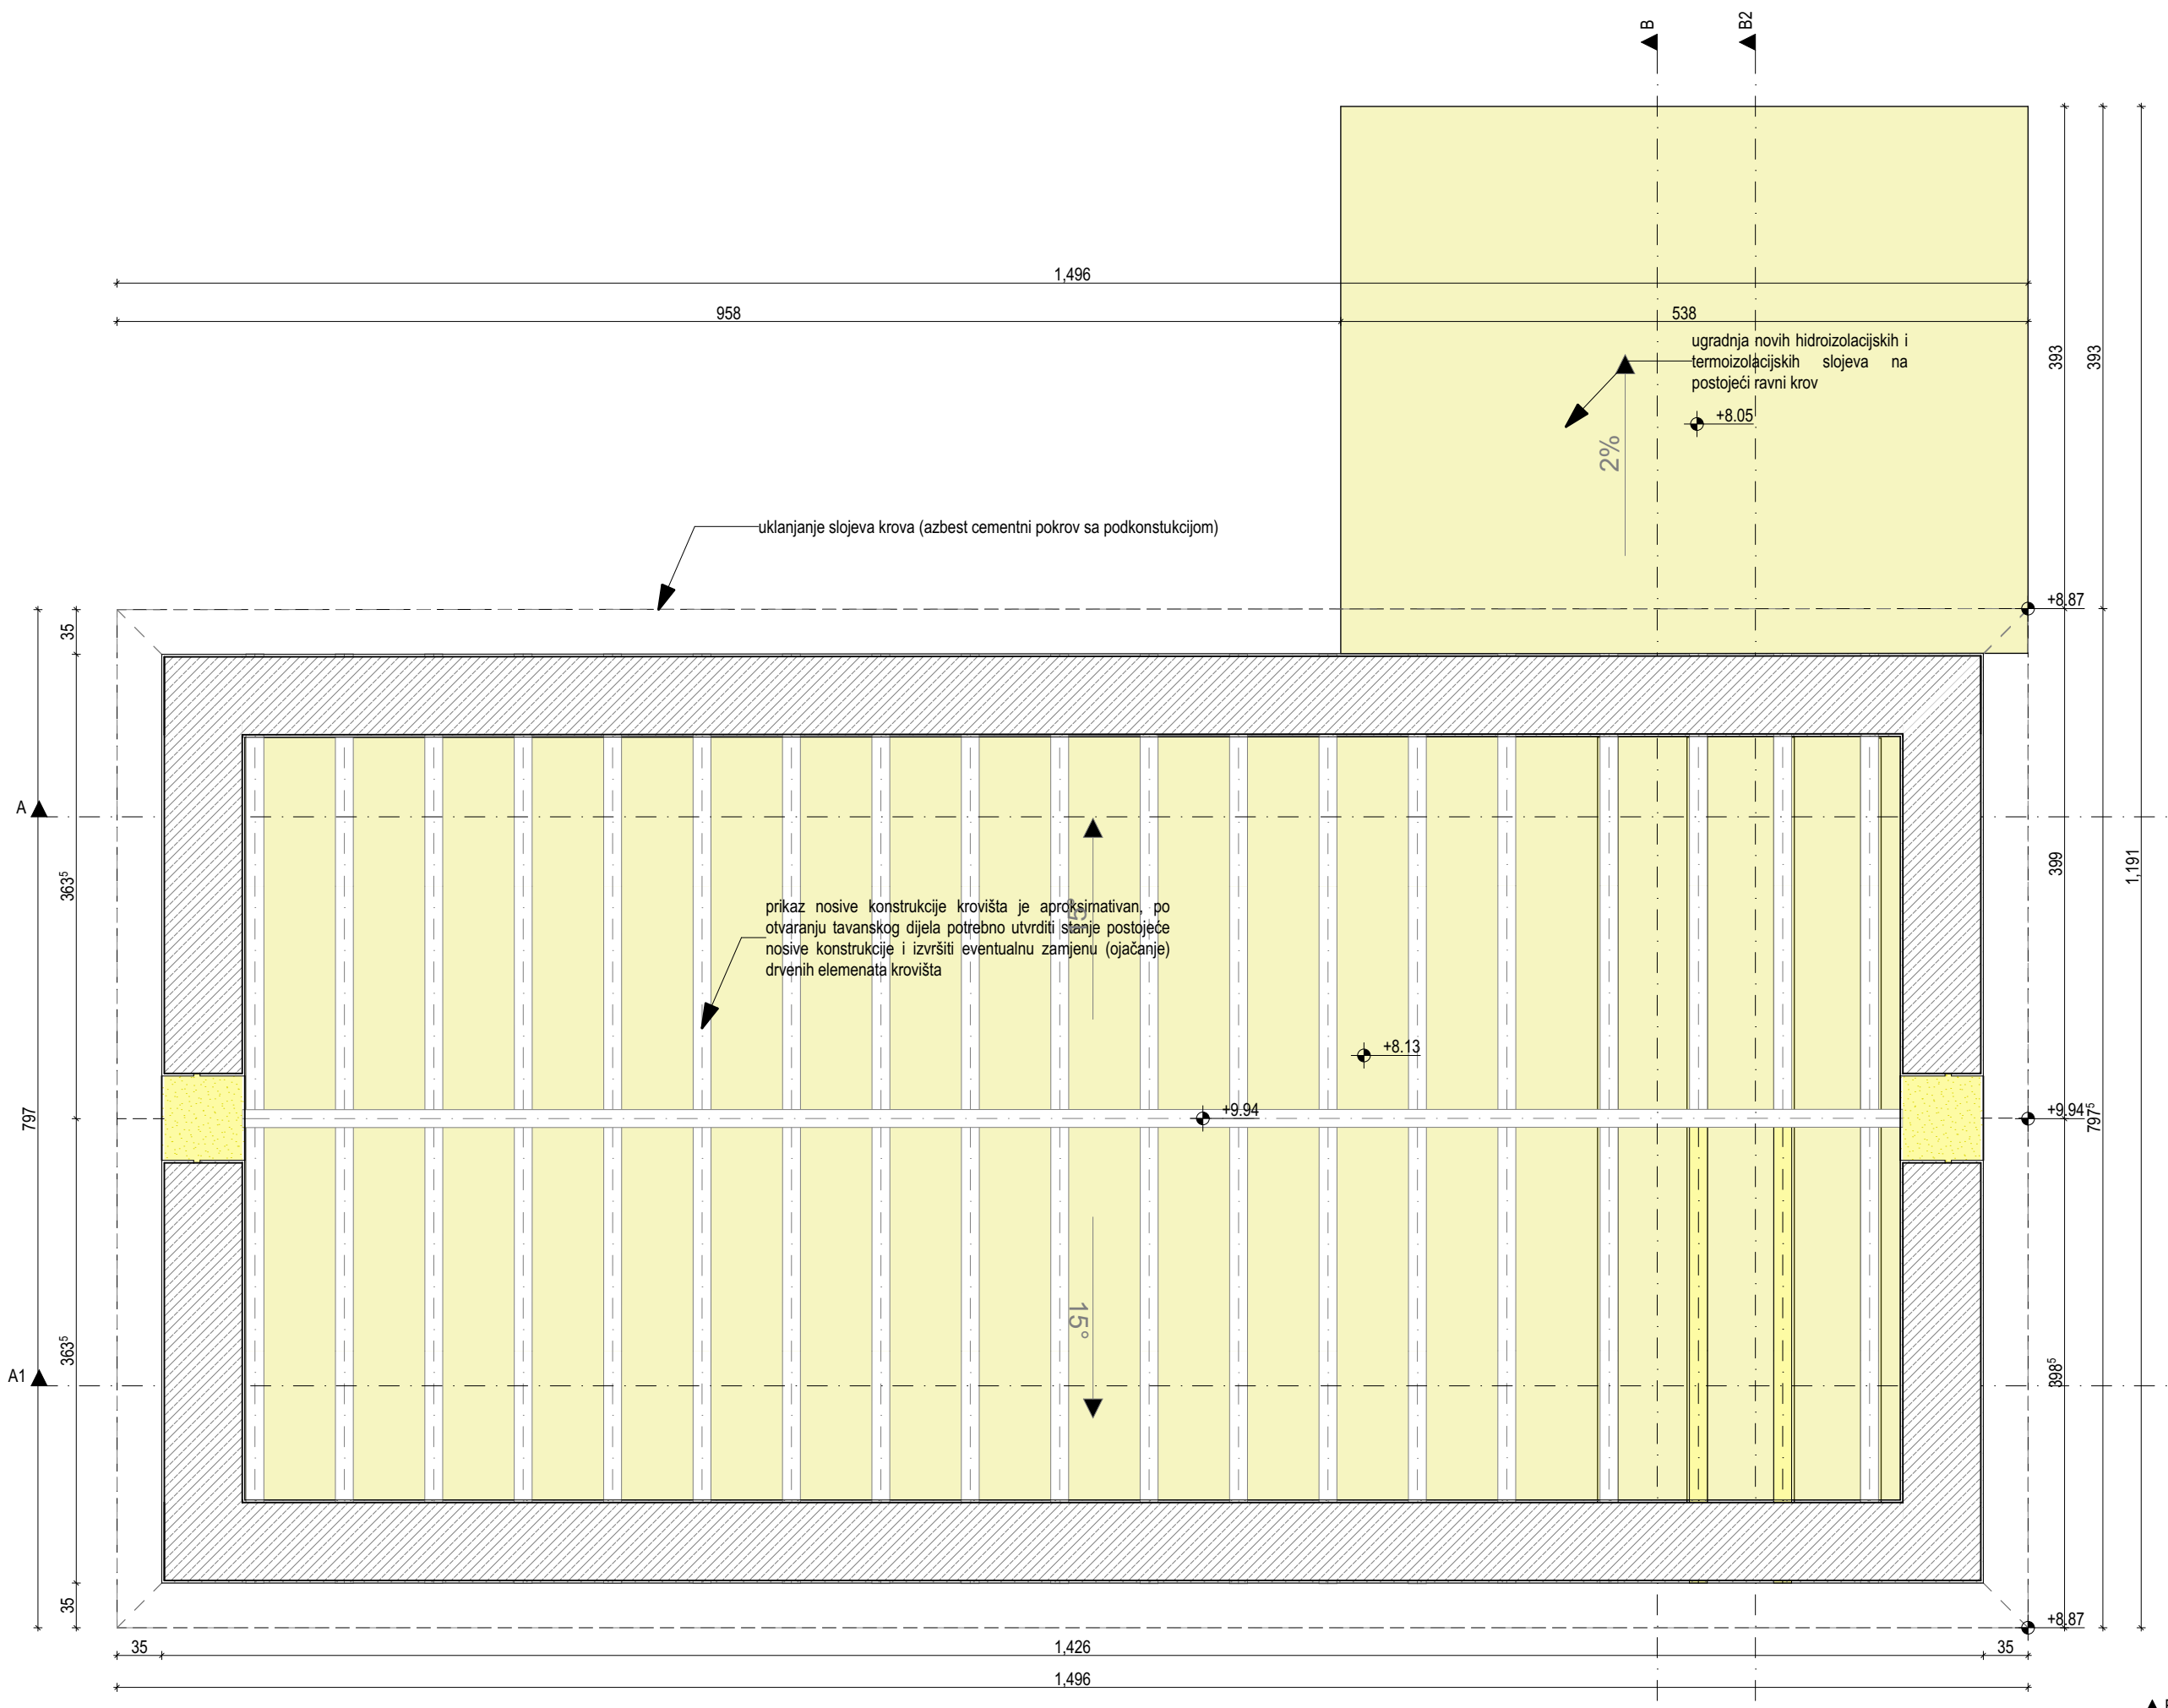 B
B2
1,496
958
538
ugradnja novih hidroizolacijskih i
termoizolacijskih slojeva na
postojeći ravni krov
+8.05
2%
393
393
uklanjanje slojeva krova (azbest cementni pokrov sa podkonstukcijom)
+8.87
35
A
363⁵
399
1,191
prikaz nosive konstrukcije krovišta je aproksimativan, po
otvaranju tavanskog dijela potrebno utvrditi stanje postojeće
nosive konstrukcije i izvršiti eventualnu zamjenu (ojačanje)
drvenih elemenata krovišta
+8.13
+9.94
+9.94
797
797⁵
15°
363⁵
398⁵
A1
35
+8.87
35
1,426
35
1,496